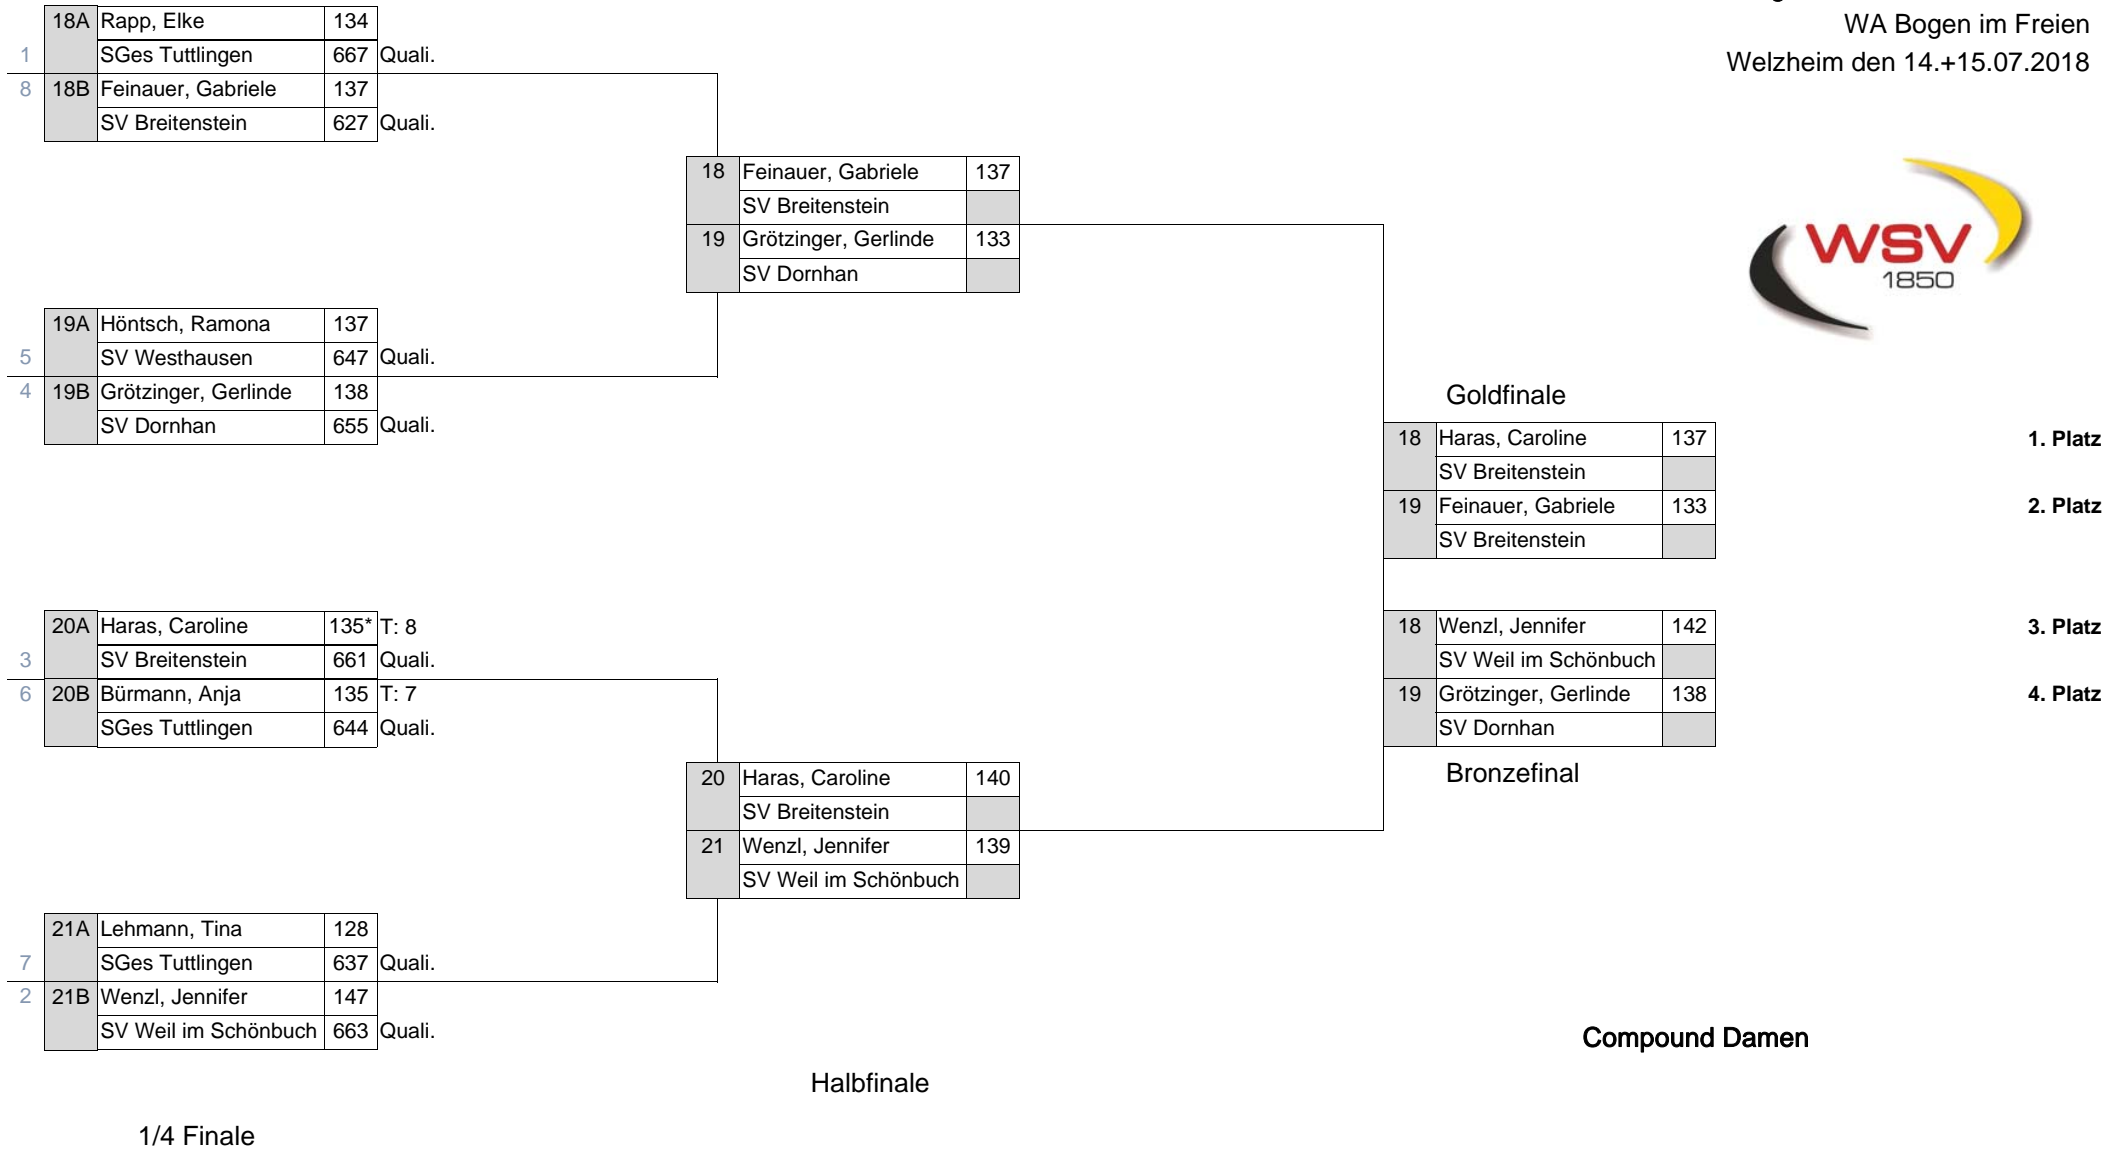 WA Bogen im Freien
Welzheim den 14.+15.07.2018
WSV
1850
18A Rapp, Elke 134
1 SGes Tuttlingen 667 Quali.
8 18B Feinauer, Gabriele 137
SV Breitenstein 627 Quali.
19A Höntsch, Ramona 137
5 SV Westhausen 647 Quali.
4 19B Grötzinger, Gerlinde 138
SV Dornhan 655 Quali.
20A Haras, Caroline 135* T: 8
3 SV Breitenstein 661 Quali.
6 20B Bürmann, Anja 135 T: 7
SGes Tuttlingen 644 Quali.
21A Lehmann, Tina 128
7 SGes Tuttlingen 637 Quali.
2 21B Wenzl, Jennifer 147
SV Weil im Schönbuch 663 Quali.
1/4 Finale
18 Feinauer, Gabriele 137
SV Breitenstein
19 Grötzinger, Gerlinde 133
SV Dornhan
20 Haras, Caroline 140
SV Breitenstein
21 Wenzl, Jennifer 139
SV Weil im Schönbuch
Halbfinale
Goldfinale
18 Haras, Caroline 137 1. Platz
SV Breitenstein
19 Feinauer, Gabriele 133 2. Platz
SV Breitenstein
18 Wenzl, Jennifer 142 3. Platz
SV Weil im Schönbuch
19 Grötzinger, Gerlinde 138 4. Platz
SV Dornhan
Bronzefinal
Compound Damen